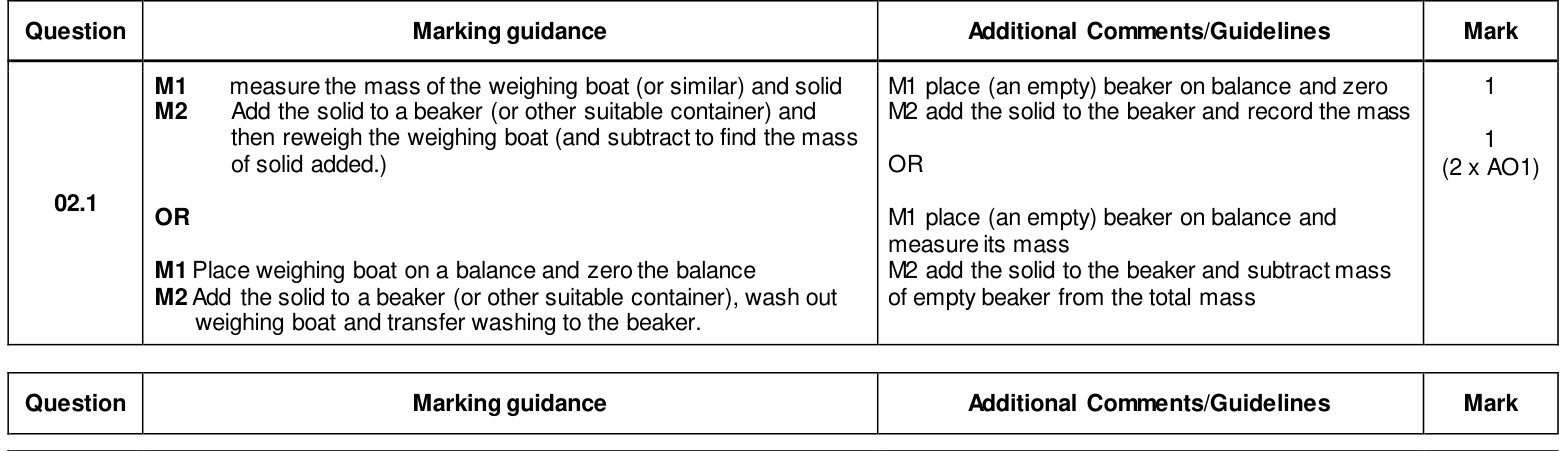 Question Marking guidance Additional Comments/Guidelines Mark
02.1
M1 measure the mass of the weighing boat (or similar) and solid
M2 Add the solid to a beaker (or other suitable container) and
then reweigh the weighing boat (and subtract to find the mass
of solid added.)
OR
M1 Place weighing boat on a balance and zero the balance
M2 Add the solid to a beaker (or other suitable container), wash out
weighing boat and transfer washing to the beaker.
M1 place (an empty) beaker on balance and zero
M2 add the solid to the beaker and record the mass
OR
M1 place (an empty) beaker on balance and
measure its mass
M2 add the solid to the beaker and subtract mass
of empty beaker from the total mass
1
1
(2 x AO1)
Question Marking guidance Additional Comments/Guidelines Mark